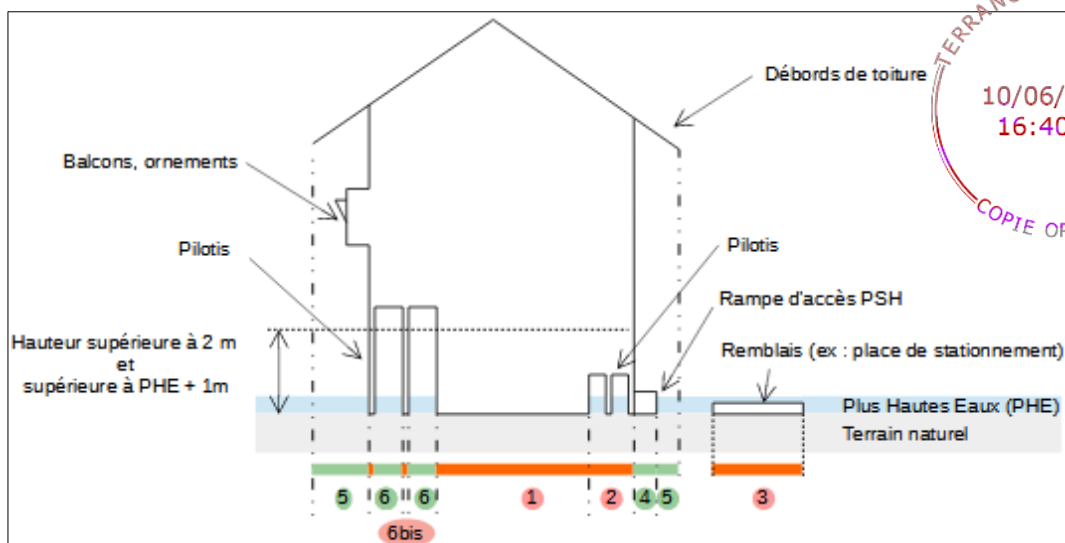 Débords de toiture
10/06/
16:40
Balcons, ornements
COPIE
Pilotis
Pilotis
Rampe d'accès PSH
Hauteur supérieure à 2 m
et
supérieure à PHE + 1m
Remblais (ex : place de stationnement)
Plus Hautes Eaux (PHE)
Terrain naturel
5 6 6 1 2 4 5 3
6bis